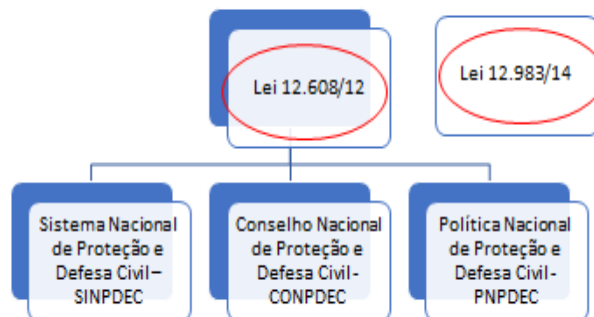 Lei 12.608/12
Lei 12.983/14
Sistema Nacional
de Proteção e
Defesa Civil–
SINPDEC
Conselho Nacional
de Proteção e
Defesa Civil-
CONPDEC
Política Nacional
de Proteção e
Defesa Civil-
PNPDEC